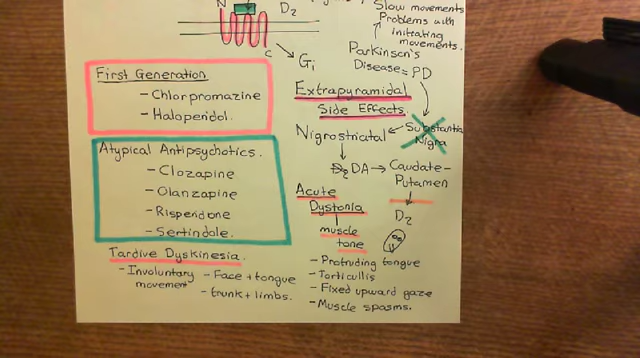 N
D2
C
Gi
Slow movements
Problems with
initiating
movements.
Parkinson's
Disease = PD
First Generation
- Chlorpromazine
- Haloperidol.
Extrapyramidal
Side Effects.
Nigrostriatal
Substantia
Nigra
D2 DA → Caudate-
Putamen
D2
Atypical Antipsychotics.
- Clozapine
- Olanzapine
- Risperidone
- Sertindole.
Acute
Dystonia
muscle
tone
- Protruding tongue
- Torticullis
- Fixed upward gaze
- Muscle spasms.
Tardive Dyskinesia.
- Involuntary
movement
- Face + tongue
- trunk + limbs.